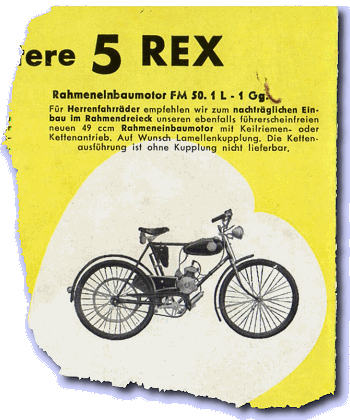 fere 5 REX
Rahmeneinbaumotor FM 50. 1 L - 1 Gg.
Für Herrenfahrräder empfehlen wir zum nachträglichen Ein-
bau im Rahmendreieck unseren ebenfalls führerscheinfreien
neuen 49 ccm Rahmeneinbaumotor mit Keilriemen- oder
Kettenantrieb. Auf Wunsch Lamellenkupplung. Die Ketten-
ausführung ist ohne Kupplung nicht lieferbar.